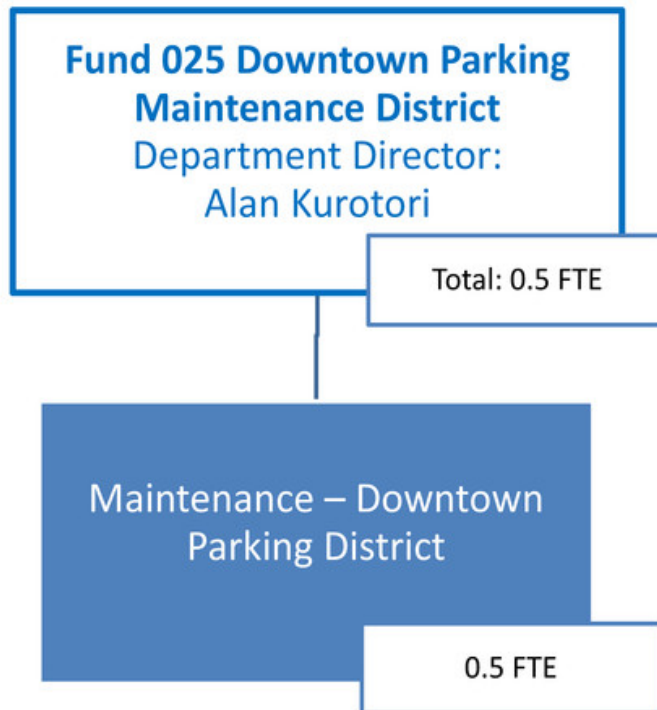 Fund 025 Downtown Parking
Maintenance District
Department Director:
Alan Kurotori
Total: 0.5 FTE
Maintenance – Downtown
Parking District
0.5 FTE